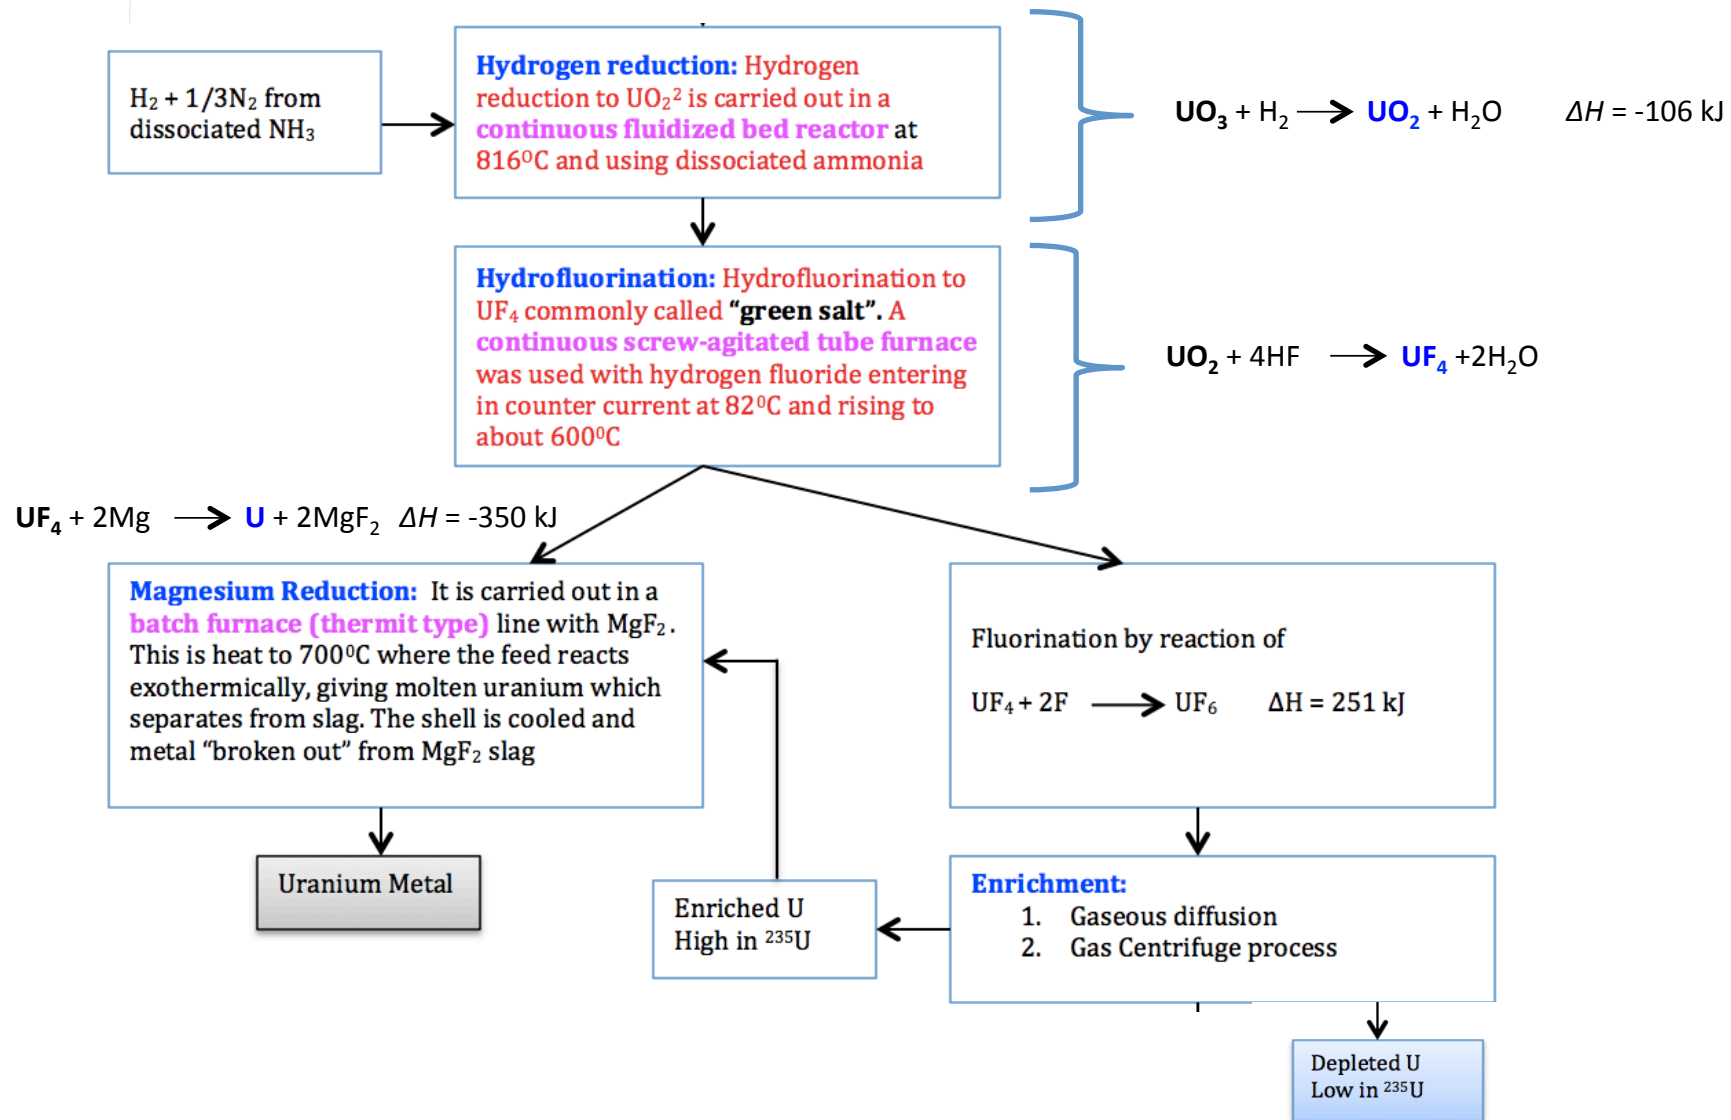 H₂ + 1/3N₂ from
dissociated NH₃
Hydrogen reduction: Hydrogen
reduction to UO₂² is carried out in a
continuous fluidized bed reactor at
816⁰C and using dissociated ammonia
UO₃ + H₂ → UO₂ + H₂O ΔH = -106 kJ
Hydrofluorination: Hydrofluorination to
UF₄ commonly called “green salt”. A
continuous screw-agitated tube furnace
was used with hydrogen fluoride entering
in counter current at 82⁰C and rising to
about 600⁰C
UO₂ + 4HF → UF₄ +2H₂O
UF₄ + 2Mg → U + 2MgF₂ ΔH = -350 kJ
Magnesium Reduction: It is carried out in a
batch furnace (thermit type) line with MgF₂.
This is heat to 700⁰C where the feed reacts
exothermically, giving molten uranium which
separates from slag. The shell is cooled and
metal “broken out” from MgF₂ slag
Fluorination by reaction of
UF₄ + 2F → UF₆ ΔH = 251 kJ
Uranium Metal
Enriched U
High in ²³⁵U
Enrichment:
1. Gaseous diffusion
2. Gas Centrifuge process
Depleted U
Low in ²³⁵U